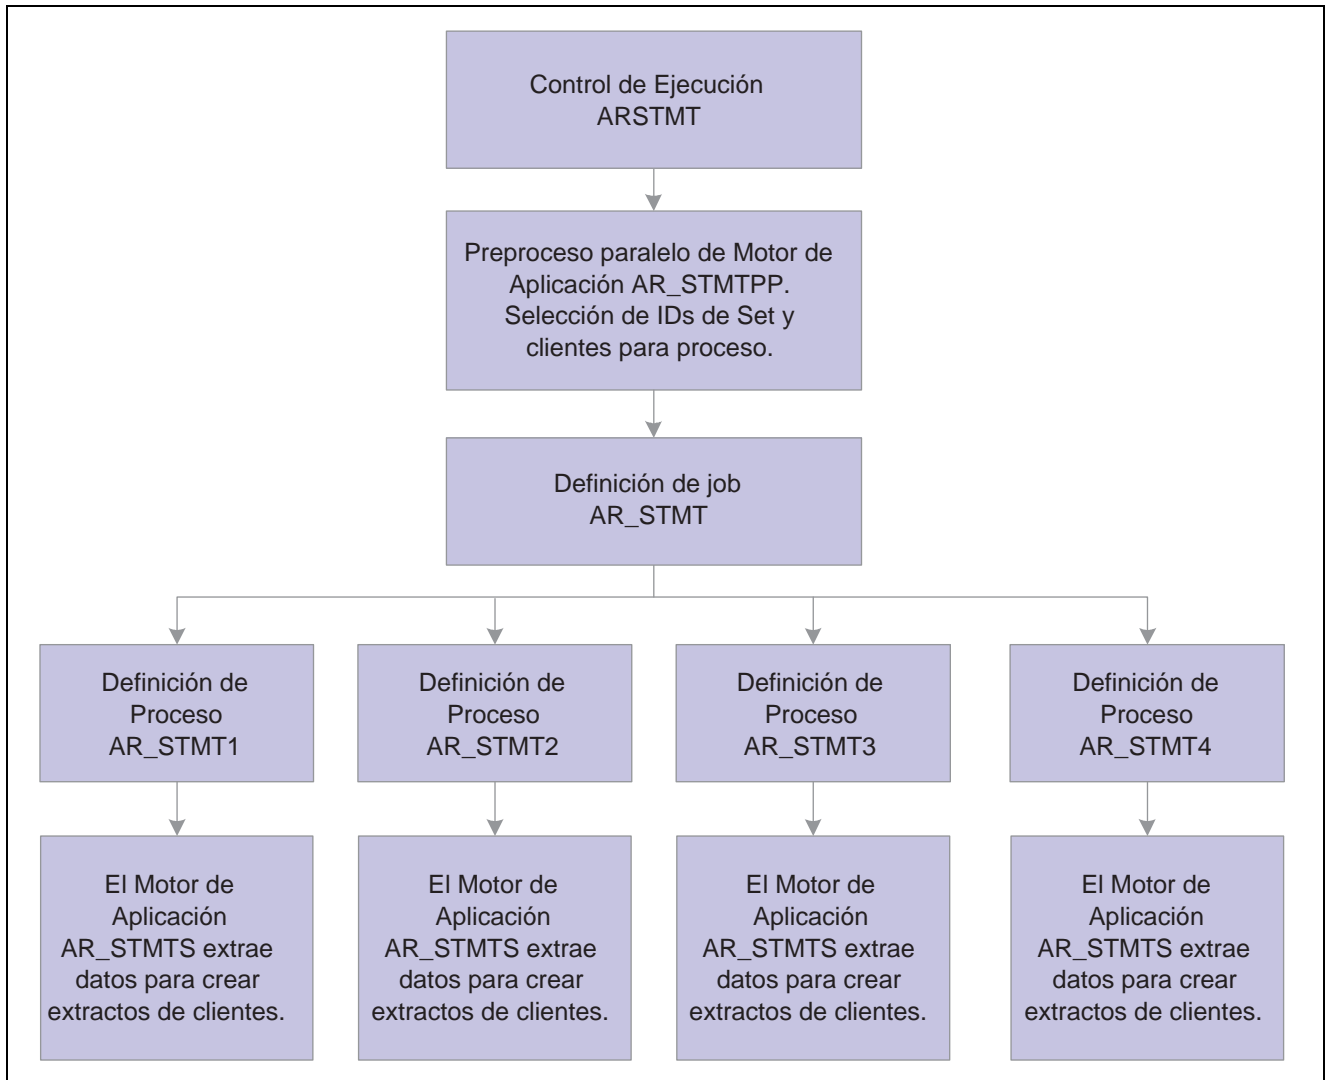 Control de Ejecución
ARSTMT
Preproceso paralelo de Motor de
Aplicación AR_STMTPP.
Selección de IDs de Set y
clientes para proceso.
Definición de job
AR_STMT
Definición de
Proceso
AR_STMT1
Definición de
Proceso
AR_STMT2
Definición de
Proceso
AR_STMT3
Definición de
Proceso
AR_STMT4
El Motor de
Aplicación
AR_STMTS extrae
datos para crear
extractos de clientes.
El Motor de
Aplicación
AR_STMTS extrae
datos para crear
extractos de clientes.
El Motor de
Aplicación
AR_STMTS extrae
datos para crear
extractos de clientes.
El Motor de
Aplicación
AR_STMTS extrae
datos para crear
extractos de clientes.